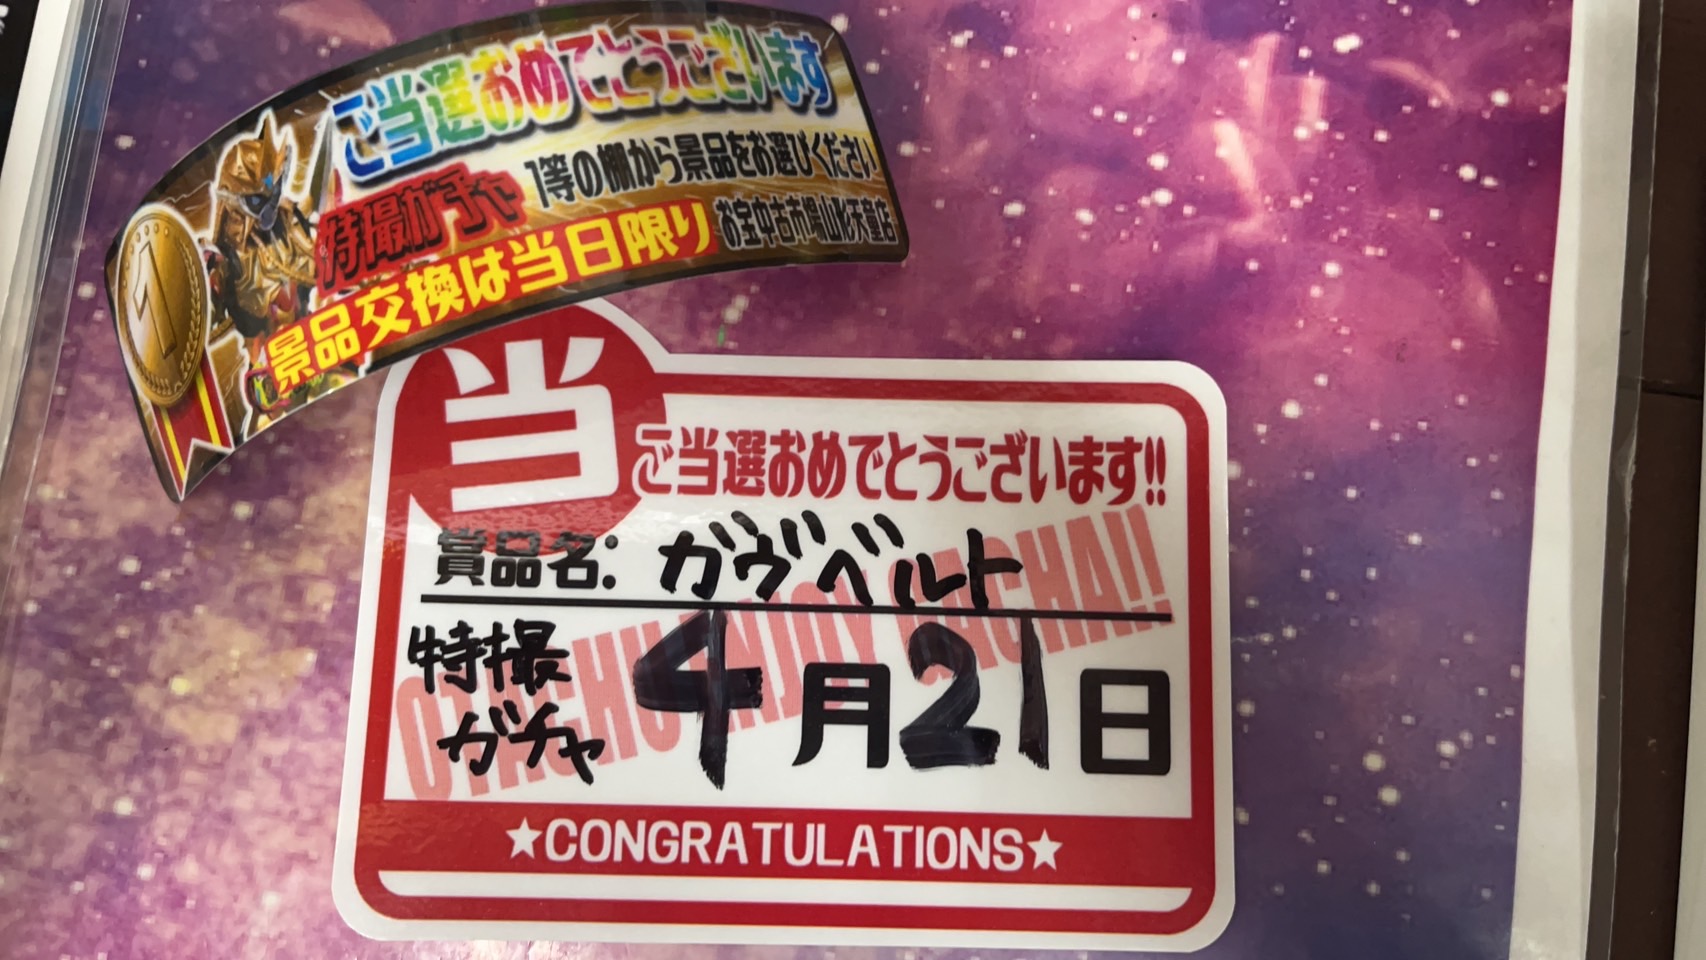 ご当選おめでとうございます
特撮ガチャ 1等の棚から景品をお選びください
景品交換は当日限り お宝中古市場山形天童店
1
当
ご当選おめでとうございます!!
賞品名: ガヴベルト
OTACHU ENJOY GACHA!!
特撮
ガチャ
4月21日
★CONGRATULATIONS★